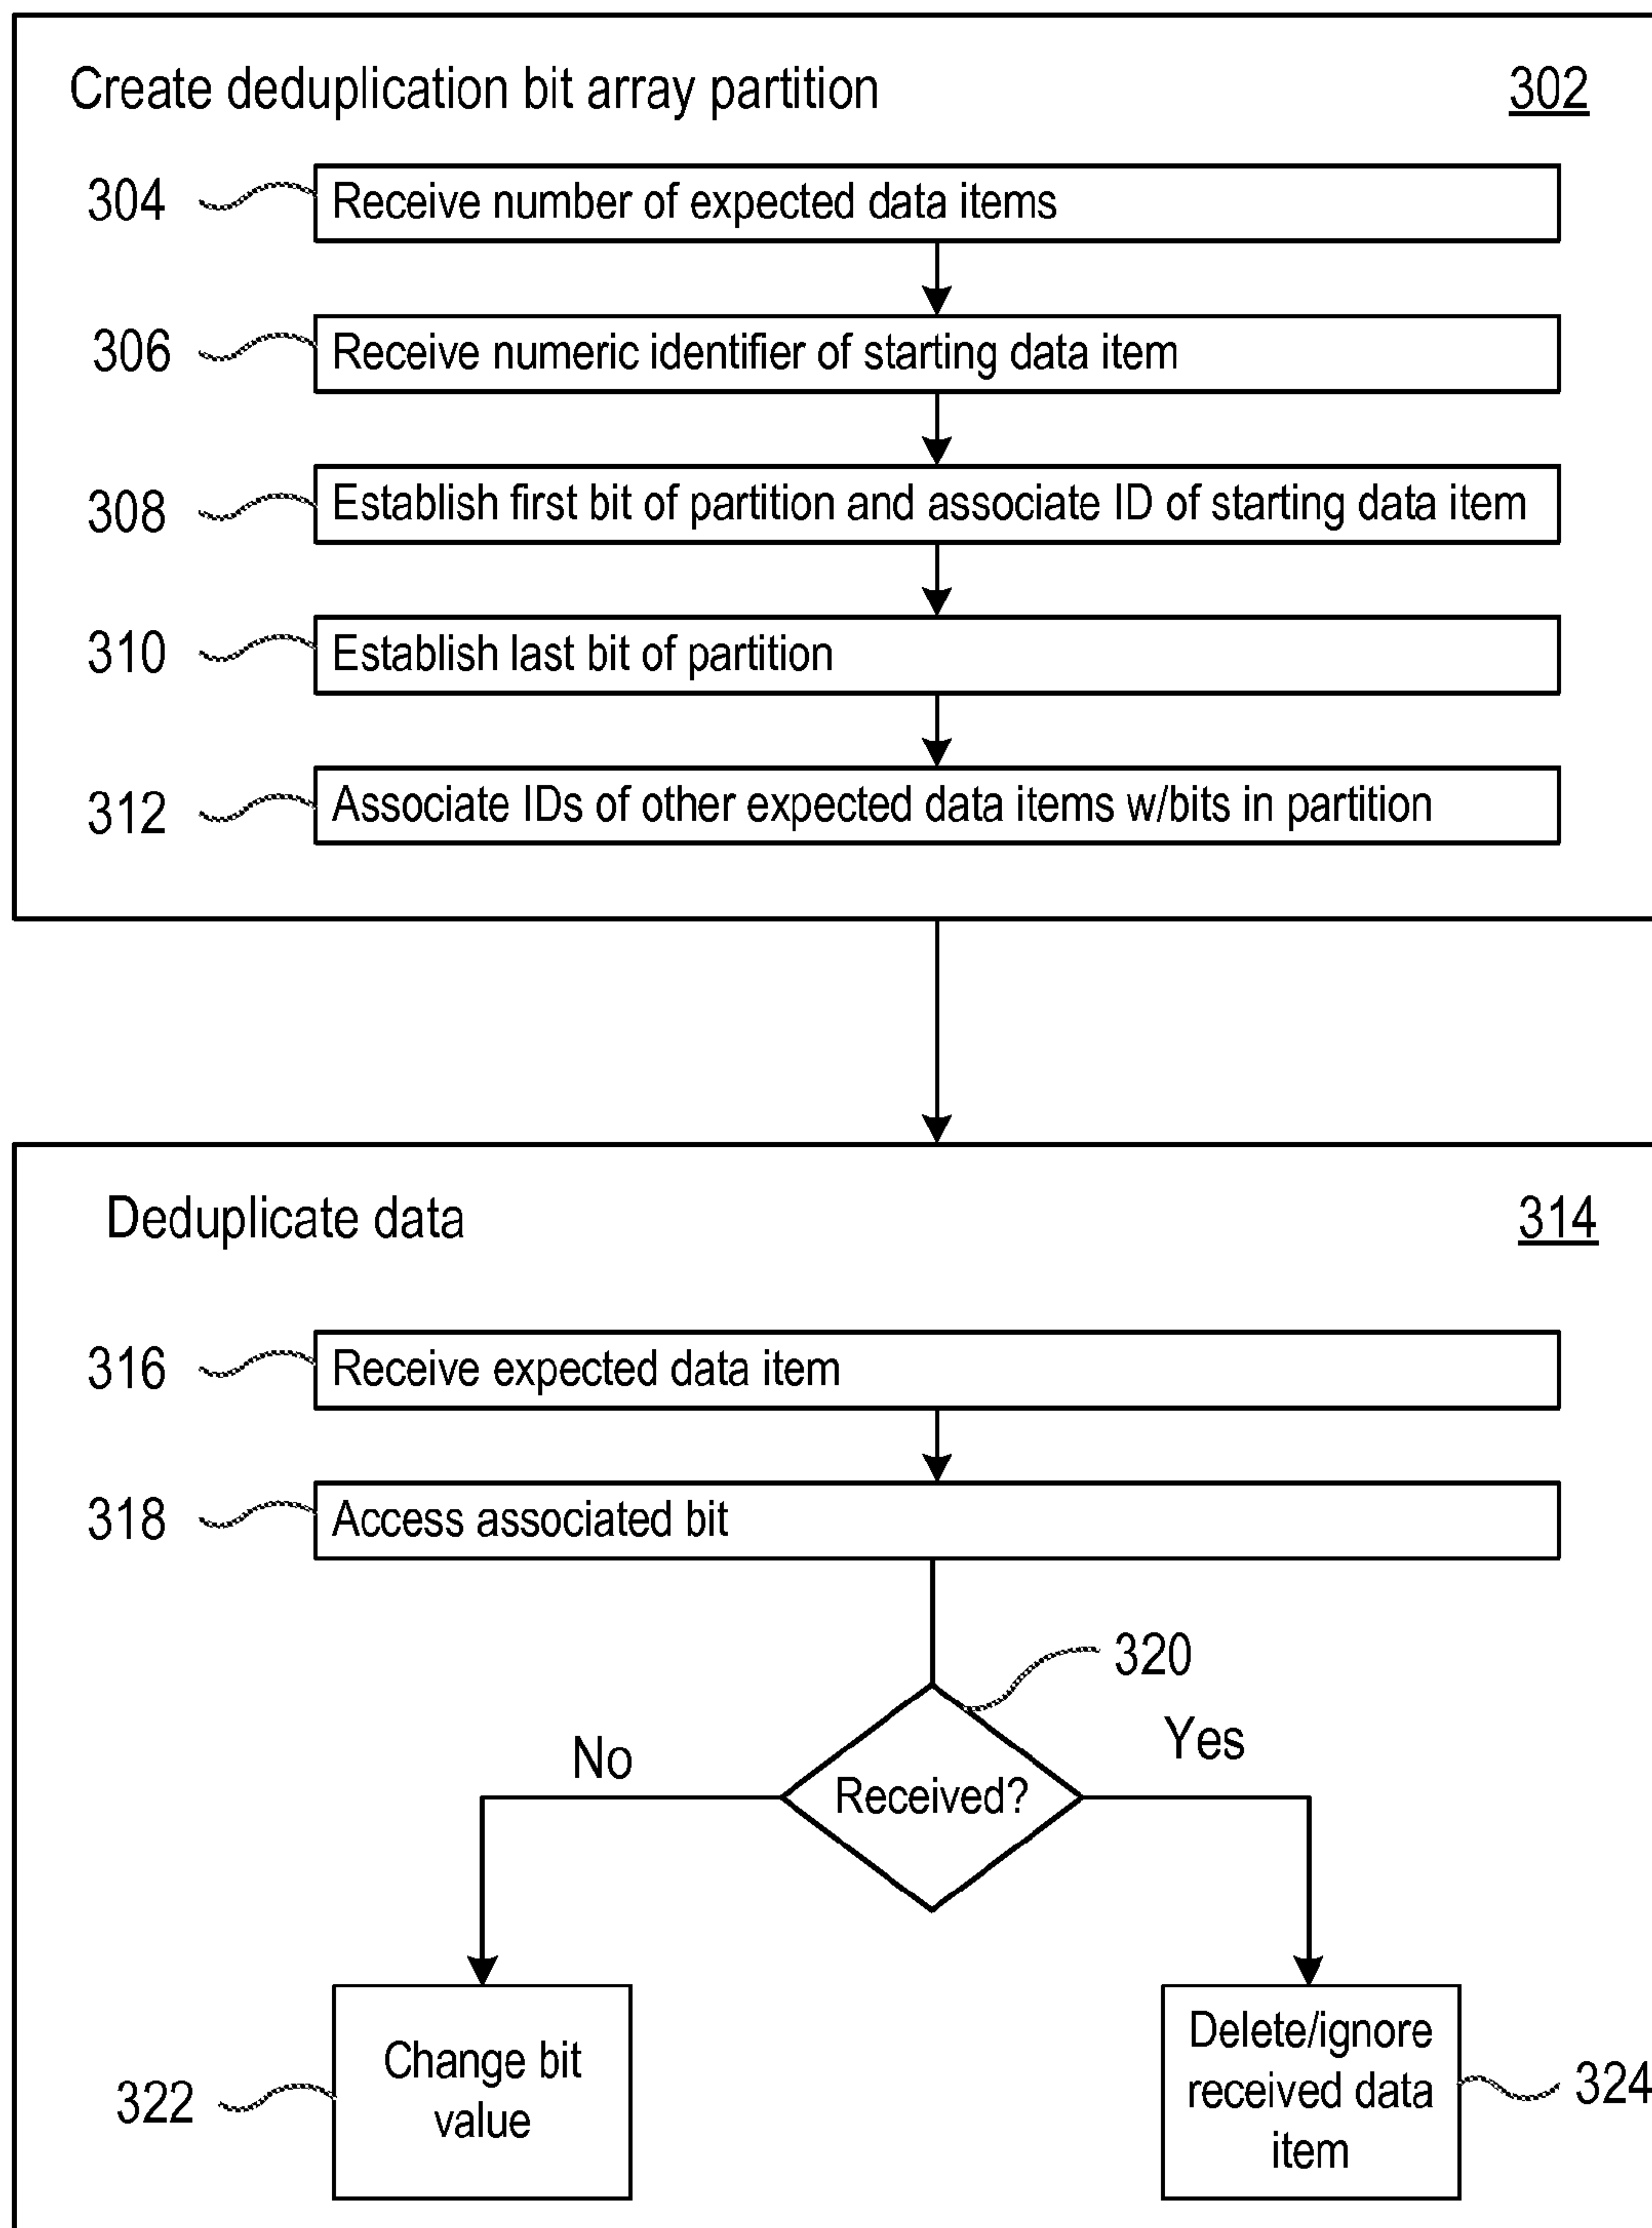 Create deduplication bit array partition 302
304 Receive number of expected data items
306 Receive numeric identifier of starting data item
308 Establish first bit of partition and associate ID of starting data item
310 Establish last bit of partition
312 Associate IDs of other expected data items w/bits in partition
Deduplicate data 314
316 Receive expected data item
318 Access associated bit
320
No
Yes
Received?
322
Change bit
value
Delete/ignore
received data
item
324